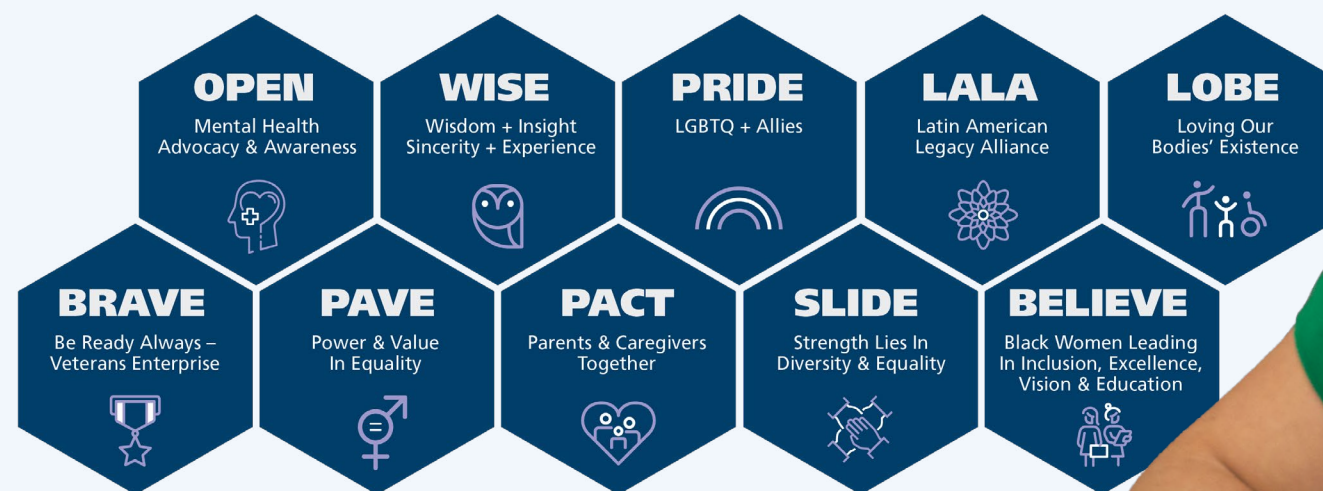 OPEN
Mental Health
Advocacy & Awareness
WISE
Wisdom + Insight
Sincerity + Experience
PRIDE
LGBTQ + Allies
LALA
Latin American
Legacy Alliance
LOBE
Loving Our
Bodies’ Existence
BRAVE
Be Ready Always –
Veterans Enterprise
PAVE
Power & Value
In Equality
=
PACT
Parents & Caregivers
Together
SLIDE
Strength Lies In
Diversity & Equality
BELIEVE
Black Women Leading
In Inclusion, Excellence,
Vision & Education